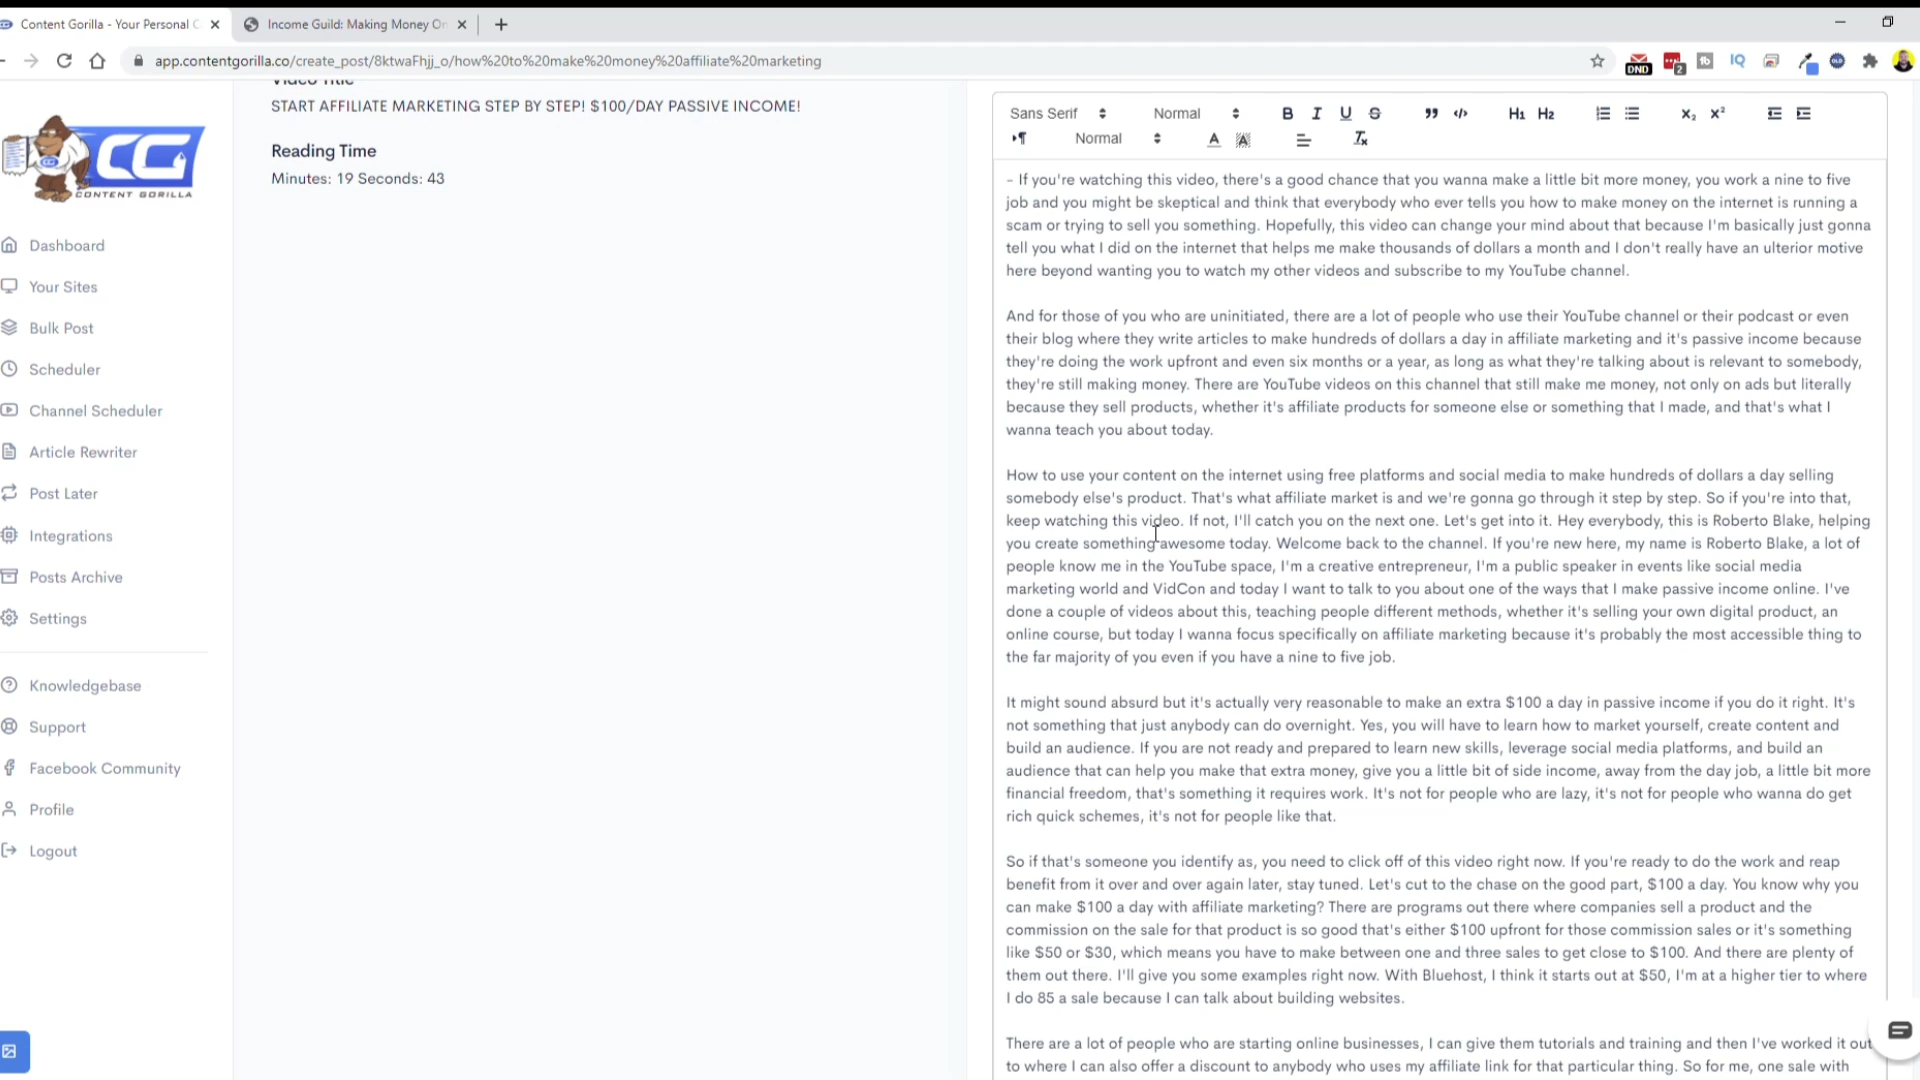 Content Gorilla - Your Personal C
Income Guild: Making Money On
app.contentgorilla.co/create_post/8ktwaFhjj_o/how%20to%20make%20money%20affiliate%20marketing
DND
2
IQ
CG
CONTENT GORILLA
Dashboard
Your Sites
Bulk Post
Scheduler
Channel Scheduler
Article Rewriter
Post Later
Integrations
Posts Archive
Settings
Knowledgebase
Support
Facebook Community
Profile
Logout
Video Title
START AFFILIATE MARKETING STEP BY STEP! $100/DAY PASSIVE INCOME!
Reading Time
Minutes: 19 Seconds: 43
Sans Serif Normal B I U S H1 H2 X2 X2
Normal A A Tx
- If you're watching this video, there's a good chance that you wanna make a little bit more money, you work a nine to five
job and you might be skeptical and think that everybody who ever tells you how to make money on the internet is running a
scam or trying to sell you something. Hopefully, this video can change your mind about that because I'm basically just gonna
tell you what I did on the internet that helps me make thousands of dollars a month and I don't really have an ulterior motive
here beyond wanting you to watch my other videos and subscribe to my YouTube channel.
And for those of you who are uninitiated, there are a lot of people who use their YouTube channel or their podcast or even
their blog where they write articles to make hundreds of dollars a day in affiliate marketing and it's passive income because
they're doing the work upfront and even six months or a year, as long as what they're talking about is relevant to somebody,
they're still making money. There are YouTube videos on this channel that still make me money, not only on ads but literally
because they sell products, whether it's affiliate products for someone else or something that I made, and that's what I
wanna teach you about today.
How to use your content on the internet using free platforms and social media to make hundreds of dollars a day selling
somebody else's product. That's what affiliate market is and we're gonna go through it step by step. So if you're into that,
keep watching this video. If not, I'll catch you on the next one. Let's get into it. Hey everybody, this is Roberto Blake, helping
you create something awesome today. Welcome back to the channel. If you're new here, my name is Roberto Blake, a lot of
people know me in the YouTube space, I'm a creative entrepreneur, I'm a public speaker in events like social media
marketing world and VidCon and today I want to talk to you about one of the ways that I make passive income online. I've
done a couple of videos about this, teaching people different methods, whether it's selling your own digital product, an
online course, but today I wanna focus specifically on affiliate marketing because it's probably the most accessible thing to
the far majority of you even if you have a nine to five job.
It might sound absurd but it's actually very reasonable to make an extra $100 a day in passive income if you do it right. It's
not something that just anybody can do overnight. Yes, you will have to learn how to market yourself, create content and
build an audience. If you are not ready and prepared to learn new skills, leverage social media platforms, and build an
audience that can help you make that extra money, give you a little bit of side income, away from the day job, a little bit more
financial freedom, that's something it requires work. It's not for people who are lazy, it's not for people who wanna do get
rich quick schemes, it's not for people like that.
So if that's someone you identify as, you need to click off of this video right now. If you're ready to do the work and reap
benefit from it over and over again later, stay tuned. Let's cut to the chase on the good part, $100 a day. You know why you
can make $100 a day with affiliate marketing? There are programs out there where companies sell a product and the
commission on the sale for that product is so good that's either $100 upfront for those commission sales or it's something
like $50 or $30, which means you have to make between one and three sales to get close to $100. And there are plenty of
them out there. I'll give you some examples right now. With Bluehost, I think it starts out at $50, I'm at a higher tier to where
I do 85 a sale because I can talk about building websites.
There are a lot of people who are starting online businesses, I can give them tutorials and training and then I've worked it out
to where I can also offer a discount to anybody who uses my affiliate link for that particular thing. So for me, one sale with